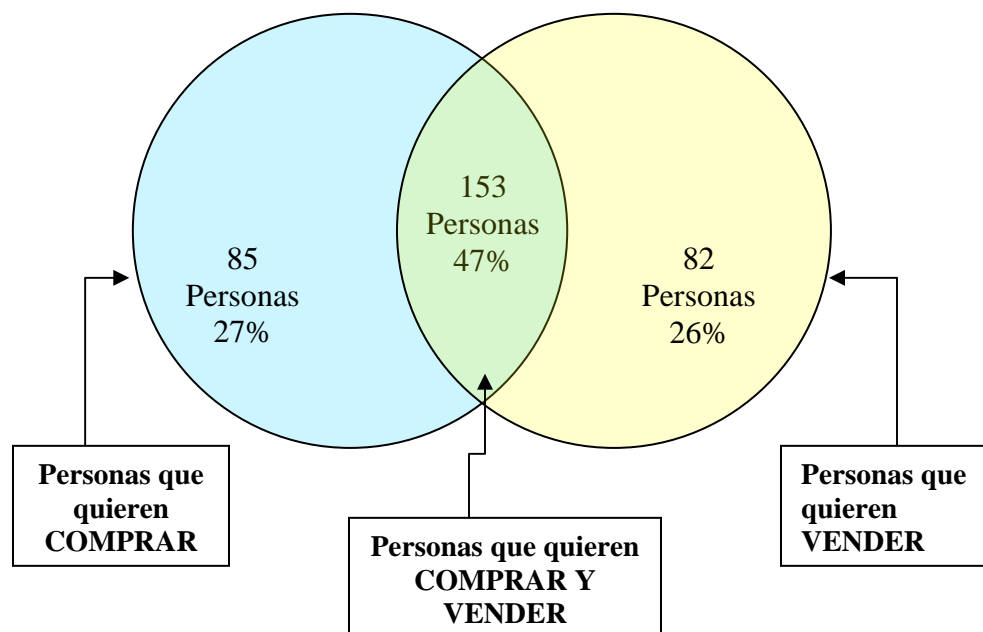 153
Personas
47%
85
Personas
27%
82
Personas
26%
Personas que
quieren
COMPRAR
Personas que quieren
COMPRAR Y
VENDER
Personas que
quieren
VENDER